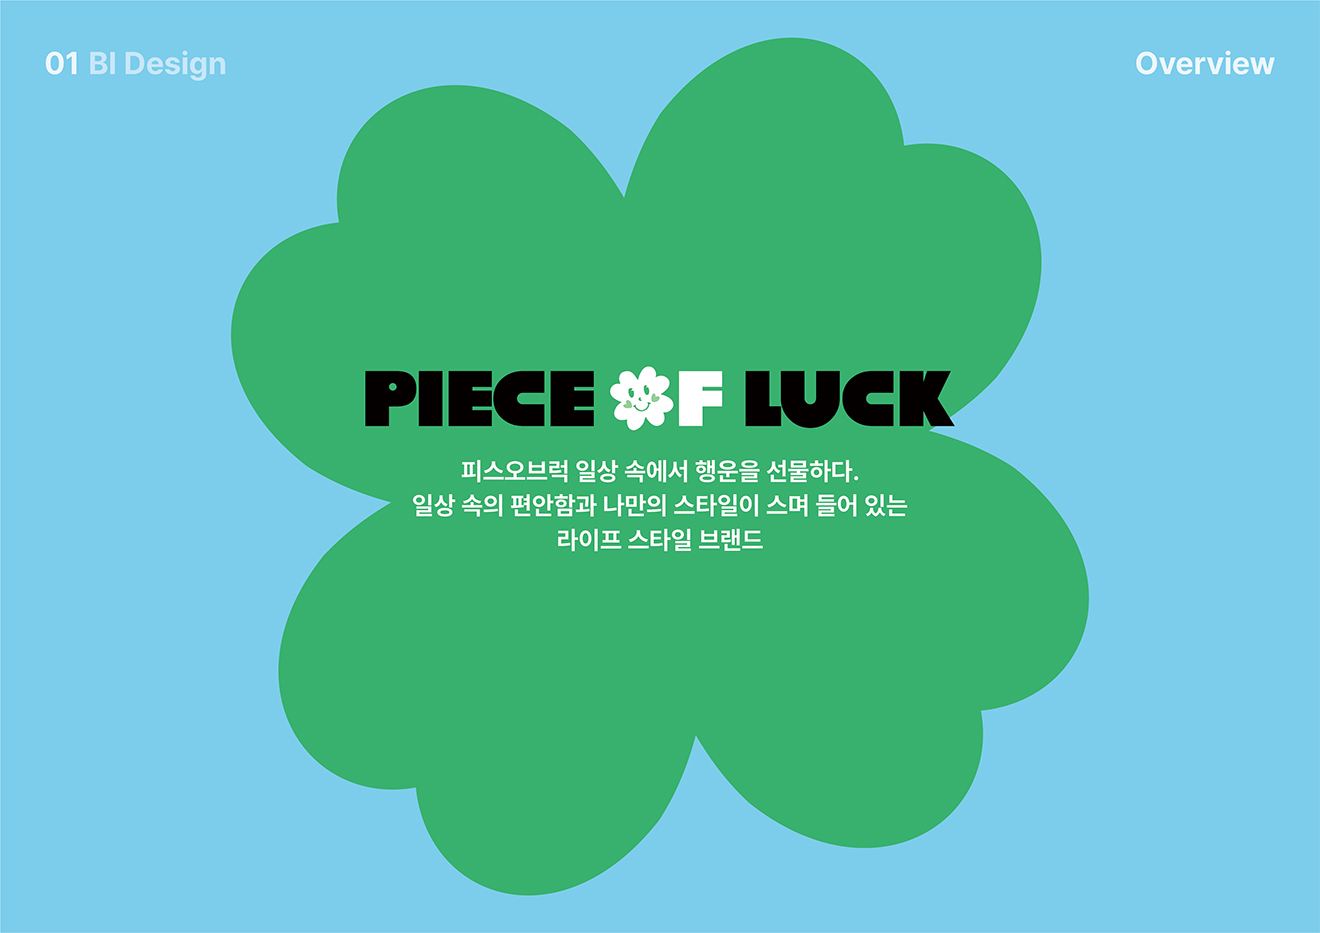 01 BI Design
Overview
PIECE OF LUCK
피스오브럭 일상 속에서 행운을 선물하다.
일상 속의 편안함과 나만의 스타일이 스며 들어 있는
라이프 스타일 브랜드